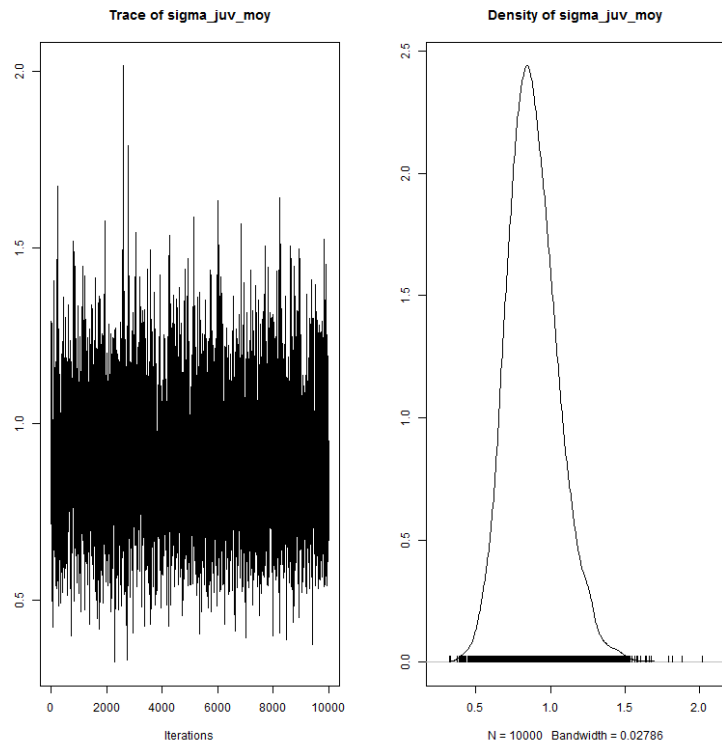 Trace of sigma_juv_moy
2.0
1.5
1.0
0.5
0 2000 4000 6000 8000 10000
Iterations
Density of sigma_juv_moy
2.5
2.0
1.5
1.0
0.5
0.0
0.5 1.0 1.5 2.0
N = 10000 Bandwidth = 0.02786